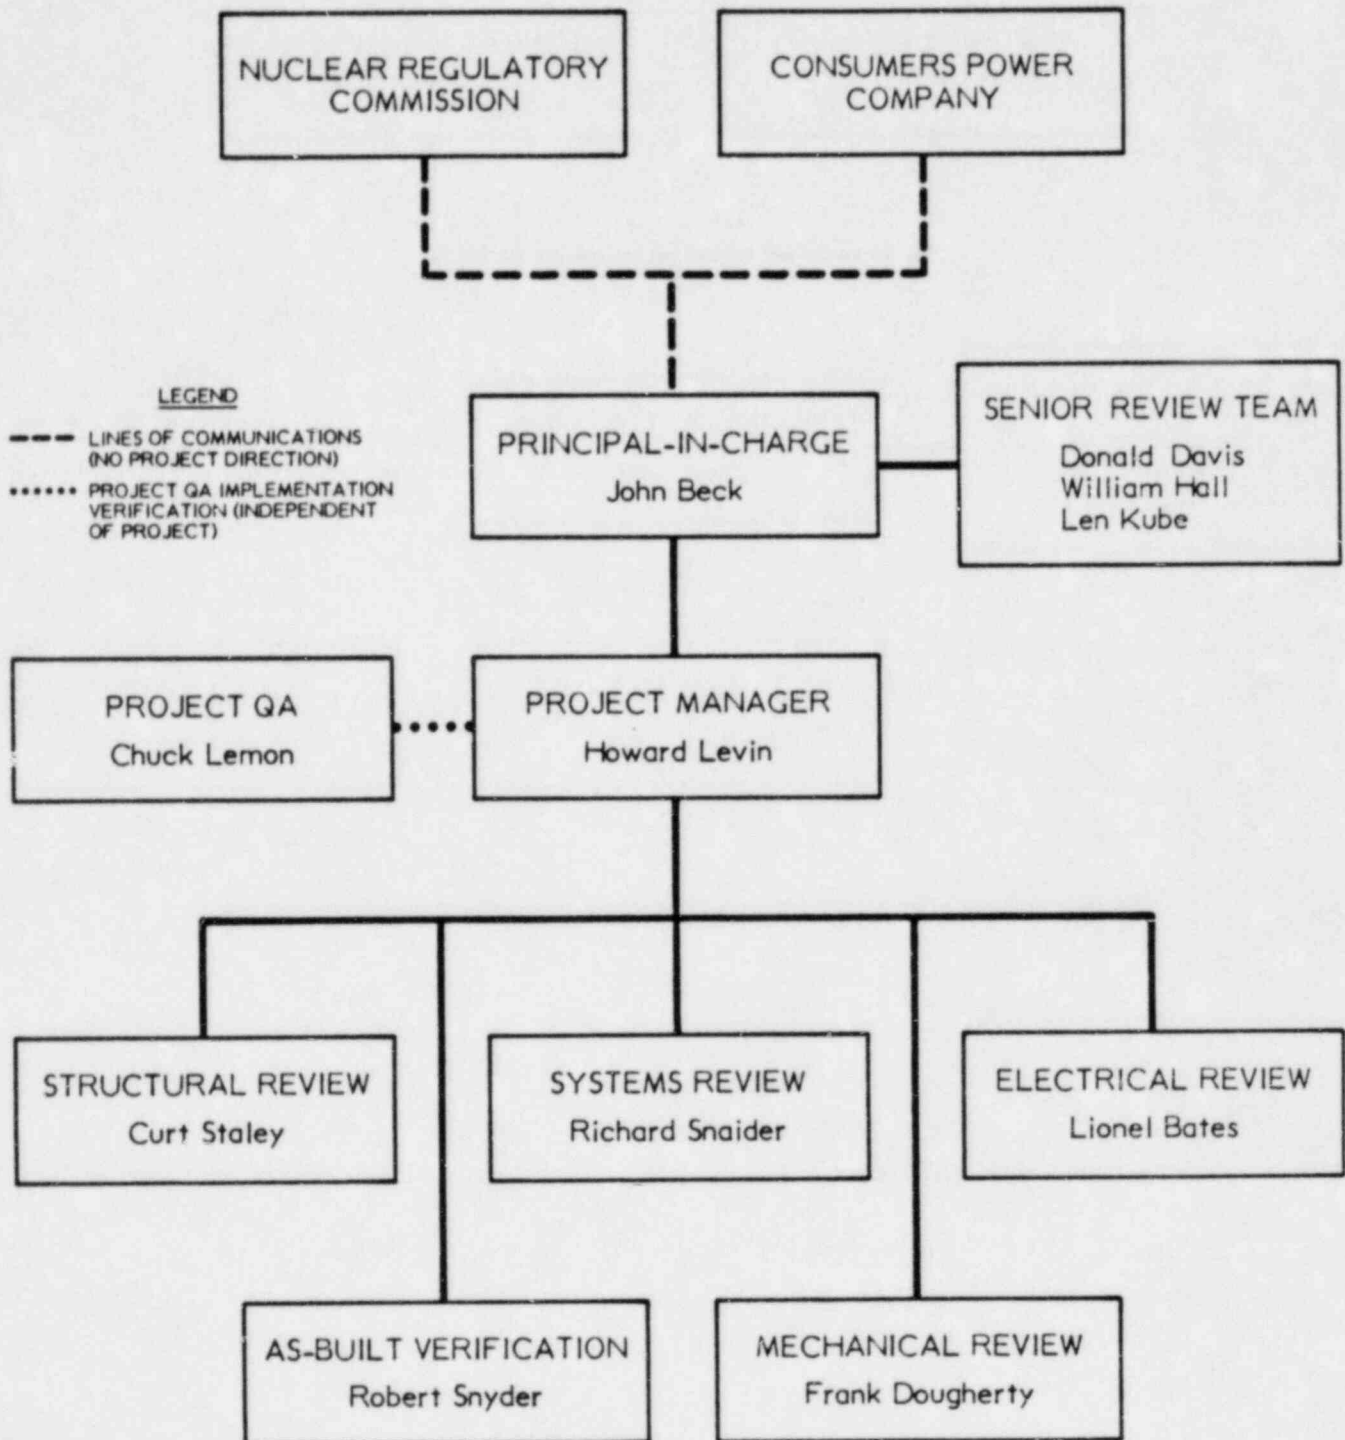 NUCLEAR REGULATORY
COMMISSION
CONSUMERS POWER
COMPANY
LEGEND
LINES OF COMMUNICATIONS
(NO PROJECT DIRECTION)
PROJECT QA IMPLEMENTATION
VERIFICATION (INDEPENDENT
OF PROJECT)
PRINCIPAL-IN-CHARGE
John Beck
SENIOR REVIEW TEAM
Donald Davis
William Hall
Len Kube
PROJECT QA
Chuck Lemon
PROJECT MANAGER
Howard Levin
STRUCTURAL REVIEW
Curt Staley
SYSTEMS REVIEW
Richard Snaider
ELECTRICAL REVIEW
Lionel Bates
AS-BUILT VERIFICATION
Robert Snyder
MECHANICAL REVIEW
Frank Dougherty